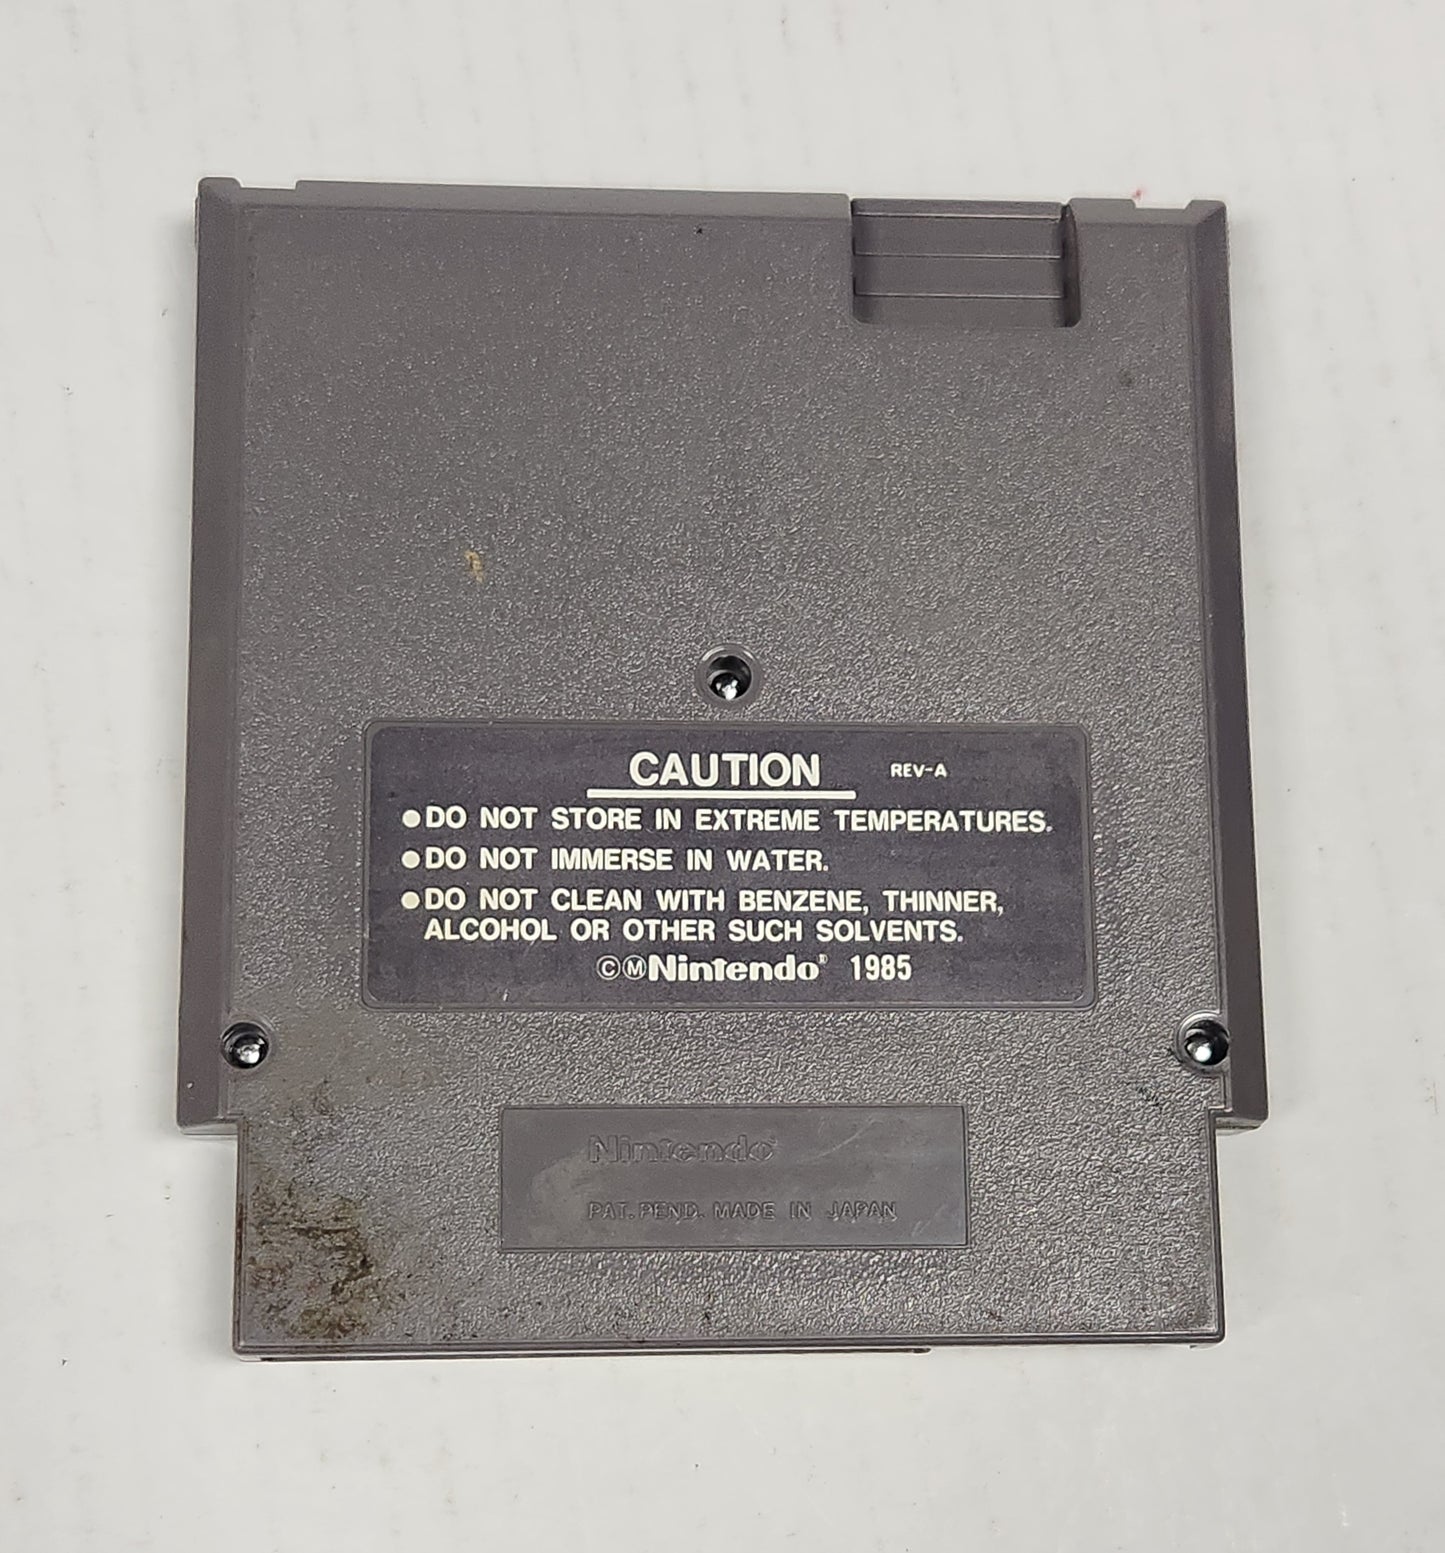 CAUTION REV-A
●DO NOT STORE IN EXTREME TEMPERATURES.
●DO NOT IMMERSE IN WATER.
●DO NOT CLEAN WITH BENZENE, THINNER,
ALCOHOL OR OTHER SUCH SOLVENTS.
©ⓂNintendo® 1985
Nintendo®
PAT. PEND. MADE IN JAPAN